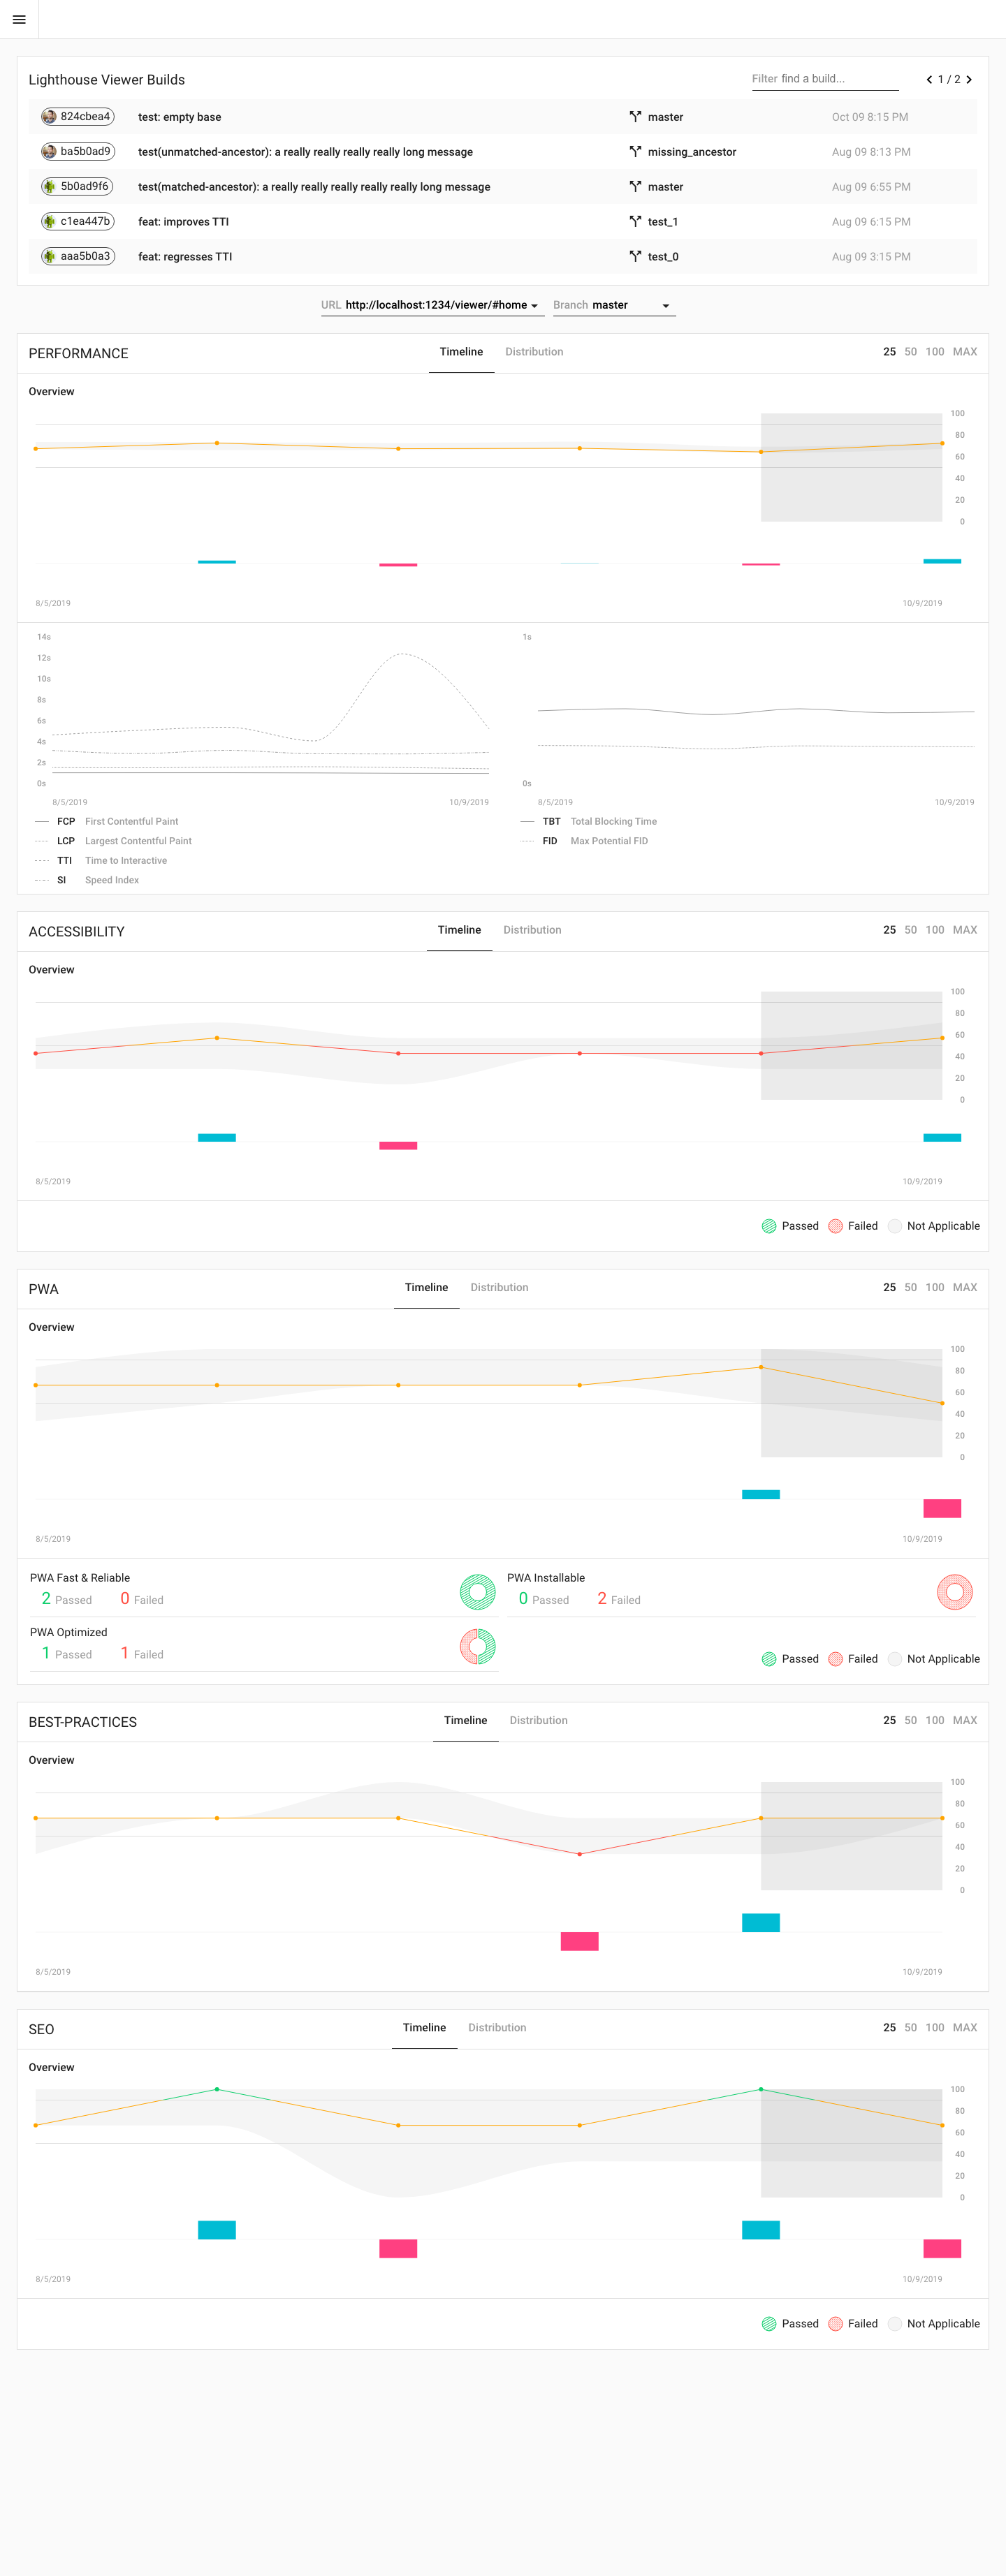 Lighthouse Viewer Builds Filter find a build... 1 / 2
824cbea4 test: empty base master Oct 09 8:15 PM
ba5b0ad9 test(unmatched-ancestor): a really really really really long message missing_ancestor Aug 09 8:13 PM
5b0ad9f6 test(matched-ancestor): a really really really really really long message master Aug 09 6:55 PM
c1ea447b feat: improves TTI test_1 Aug 09 6:15 PM
aaa5b0a3 feat: regresses TTI test_0 Aug 09 3:15 PM
URL http://localhost:1234/viewer/#home Branch master
PERFORMANCE Timeline Distribution 25 50 100 MAX
Overview
100
80
60
40
20
0
8/5/2019 10/9/2019
14s
12s
10s
8s
6s
4s
2s
0s
8/5/2019 10/9/2019
FCP First Contentful Paint
LCP Largest Contentful Paint
TTI Time to Interactive
SI Speed Index
1s
0s
8/5/2019 10/9/2019
TBT Total Blocking Time
FID Max Potential FID
ACCESSIBILITY Timeline Distribution 25 50 100 MAX
Overview
100
80
60
40
20
0
8/5/2019 10/9/2019
Passed Failed Not Applicable
PWA Timeline Distribution 25 50 100 MAX
Overview
100
80
60
40
20
0
8/5/2019 10/9/2019
PWA Fast & Reliable
2 Passed 0 Failed
PWA Installable
0 Passed 2 Failed
PWA Optimized
1 Passed 1 Failed
Passed Failed Not Applicable
BEST-PRACTICES Timeline Distribution 25 50 100 MAX
Overview
100
80
60
40
20
0
8/5/2019 10/9/2019
SEO Timeline Distribution 25 50 100 MAX
Overview
100
80
60
40
20
0
8/5/2019 10/9/2019
Passed Failed Not Applicable